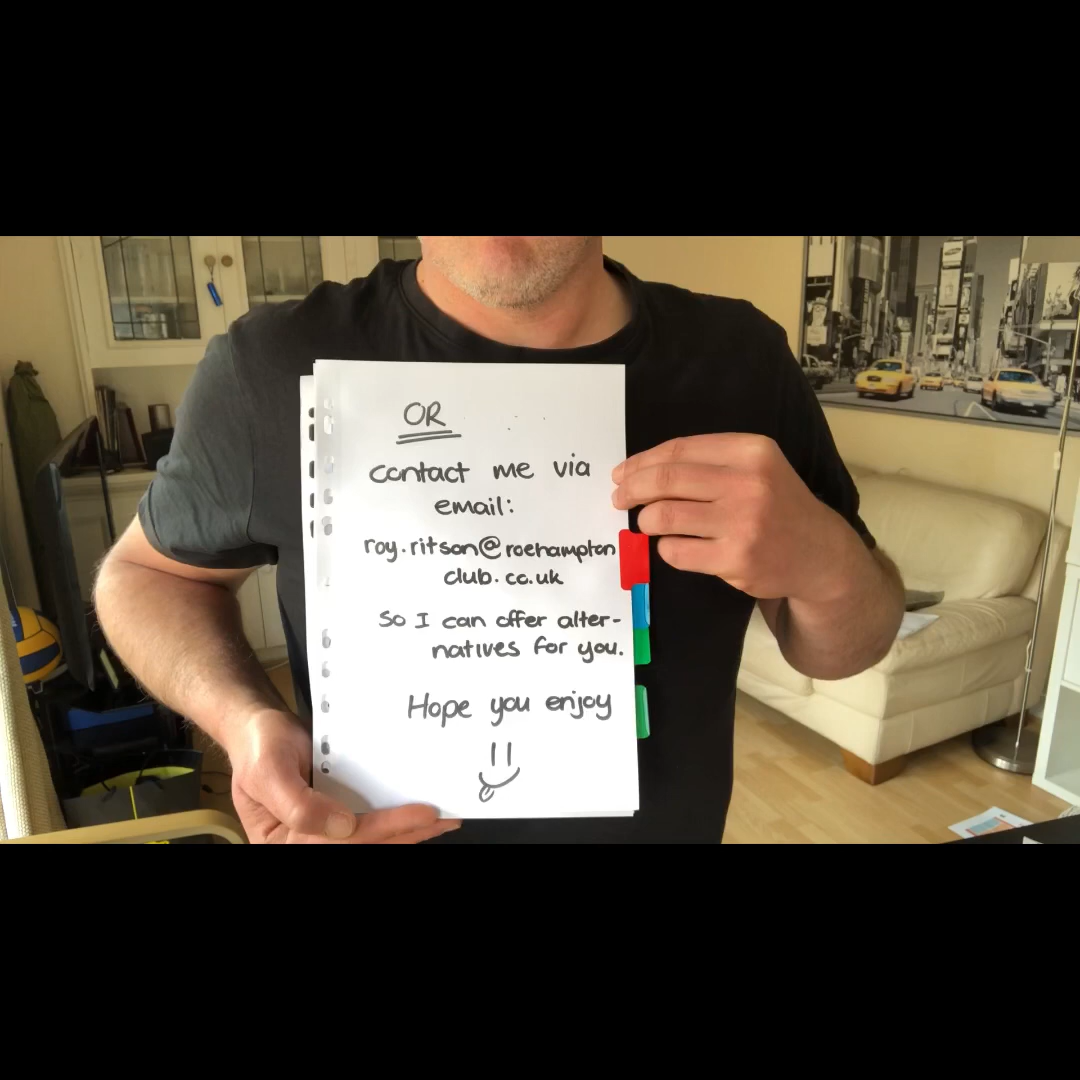 OR
contact me via
email:
roy.ritson@roehampton
club.co.uk
so I can offer alter-
natives for you.
Hope you enjoy